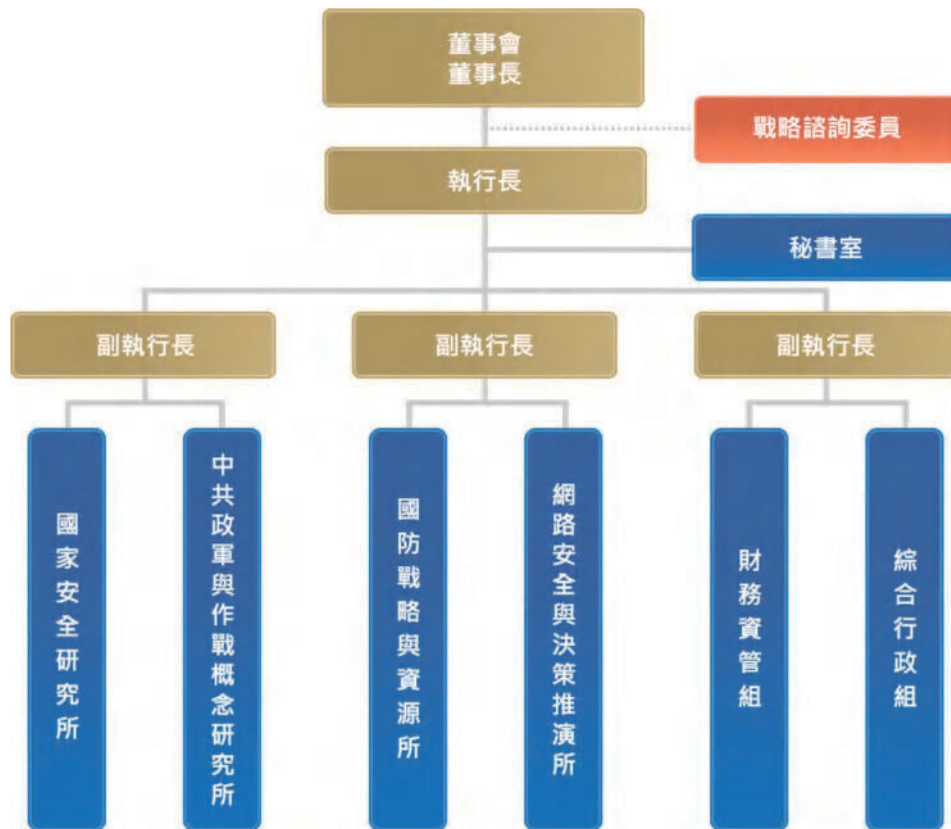 董事會
董事長
戰略諮詢委員
執行長
秘書室
副執行長
副執行長
副執行長
國家安全研究所
中共政軍與作戰概念研究所
國防戰略與資源所
網路安全與決策推演所
財務資管組
綜合行政組